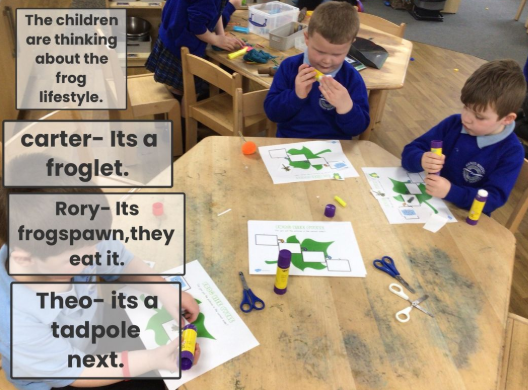 The children
are thinking
about the
frog
lifestyle.
carter- Its a
froglet.
Rory- Its
frogspawn,they
eat it.
Theo- its a
tadpole
next.